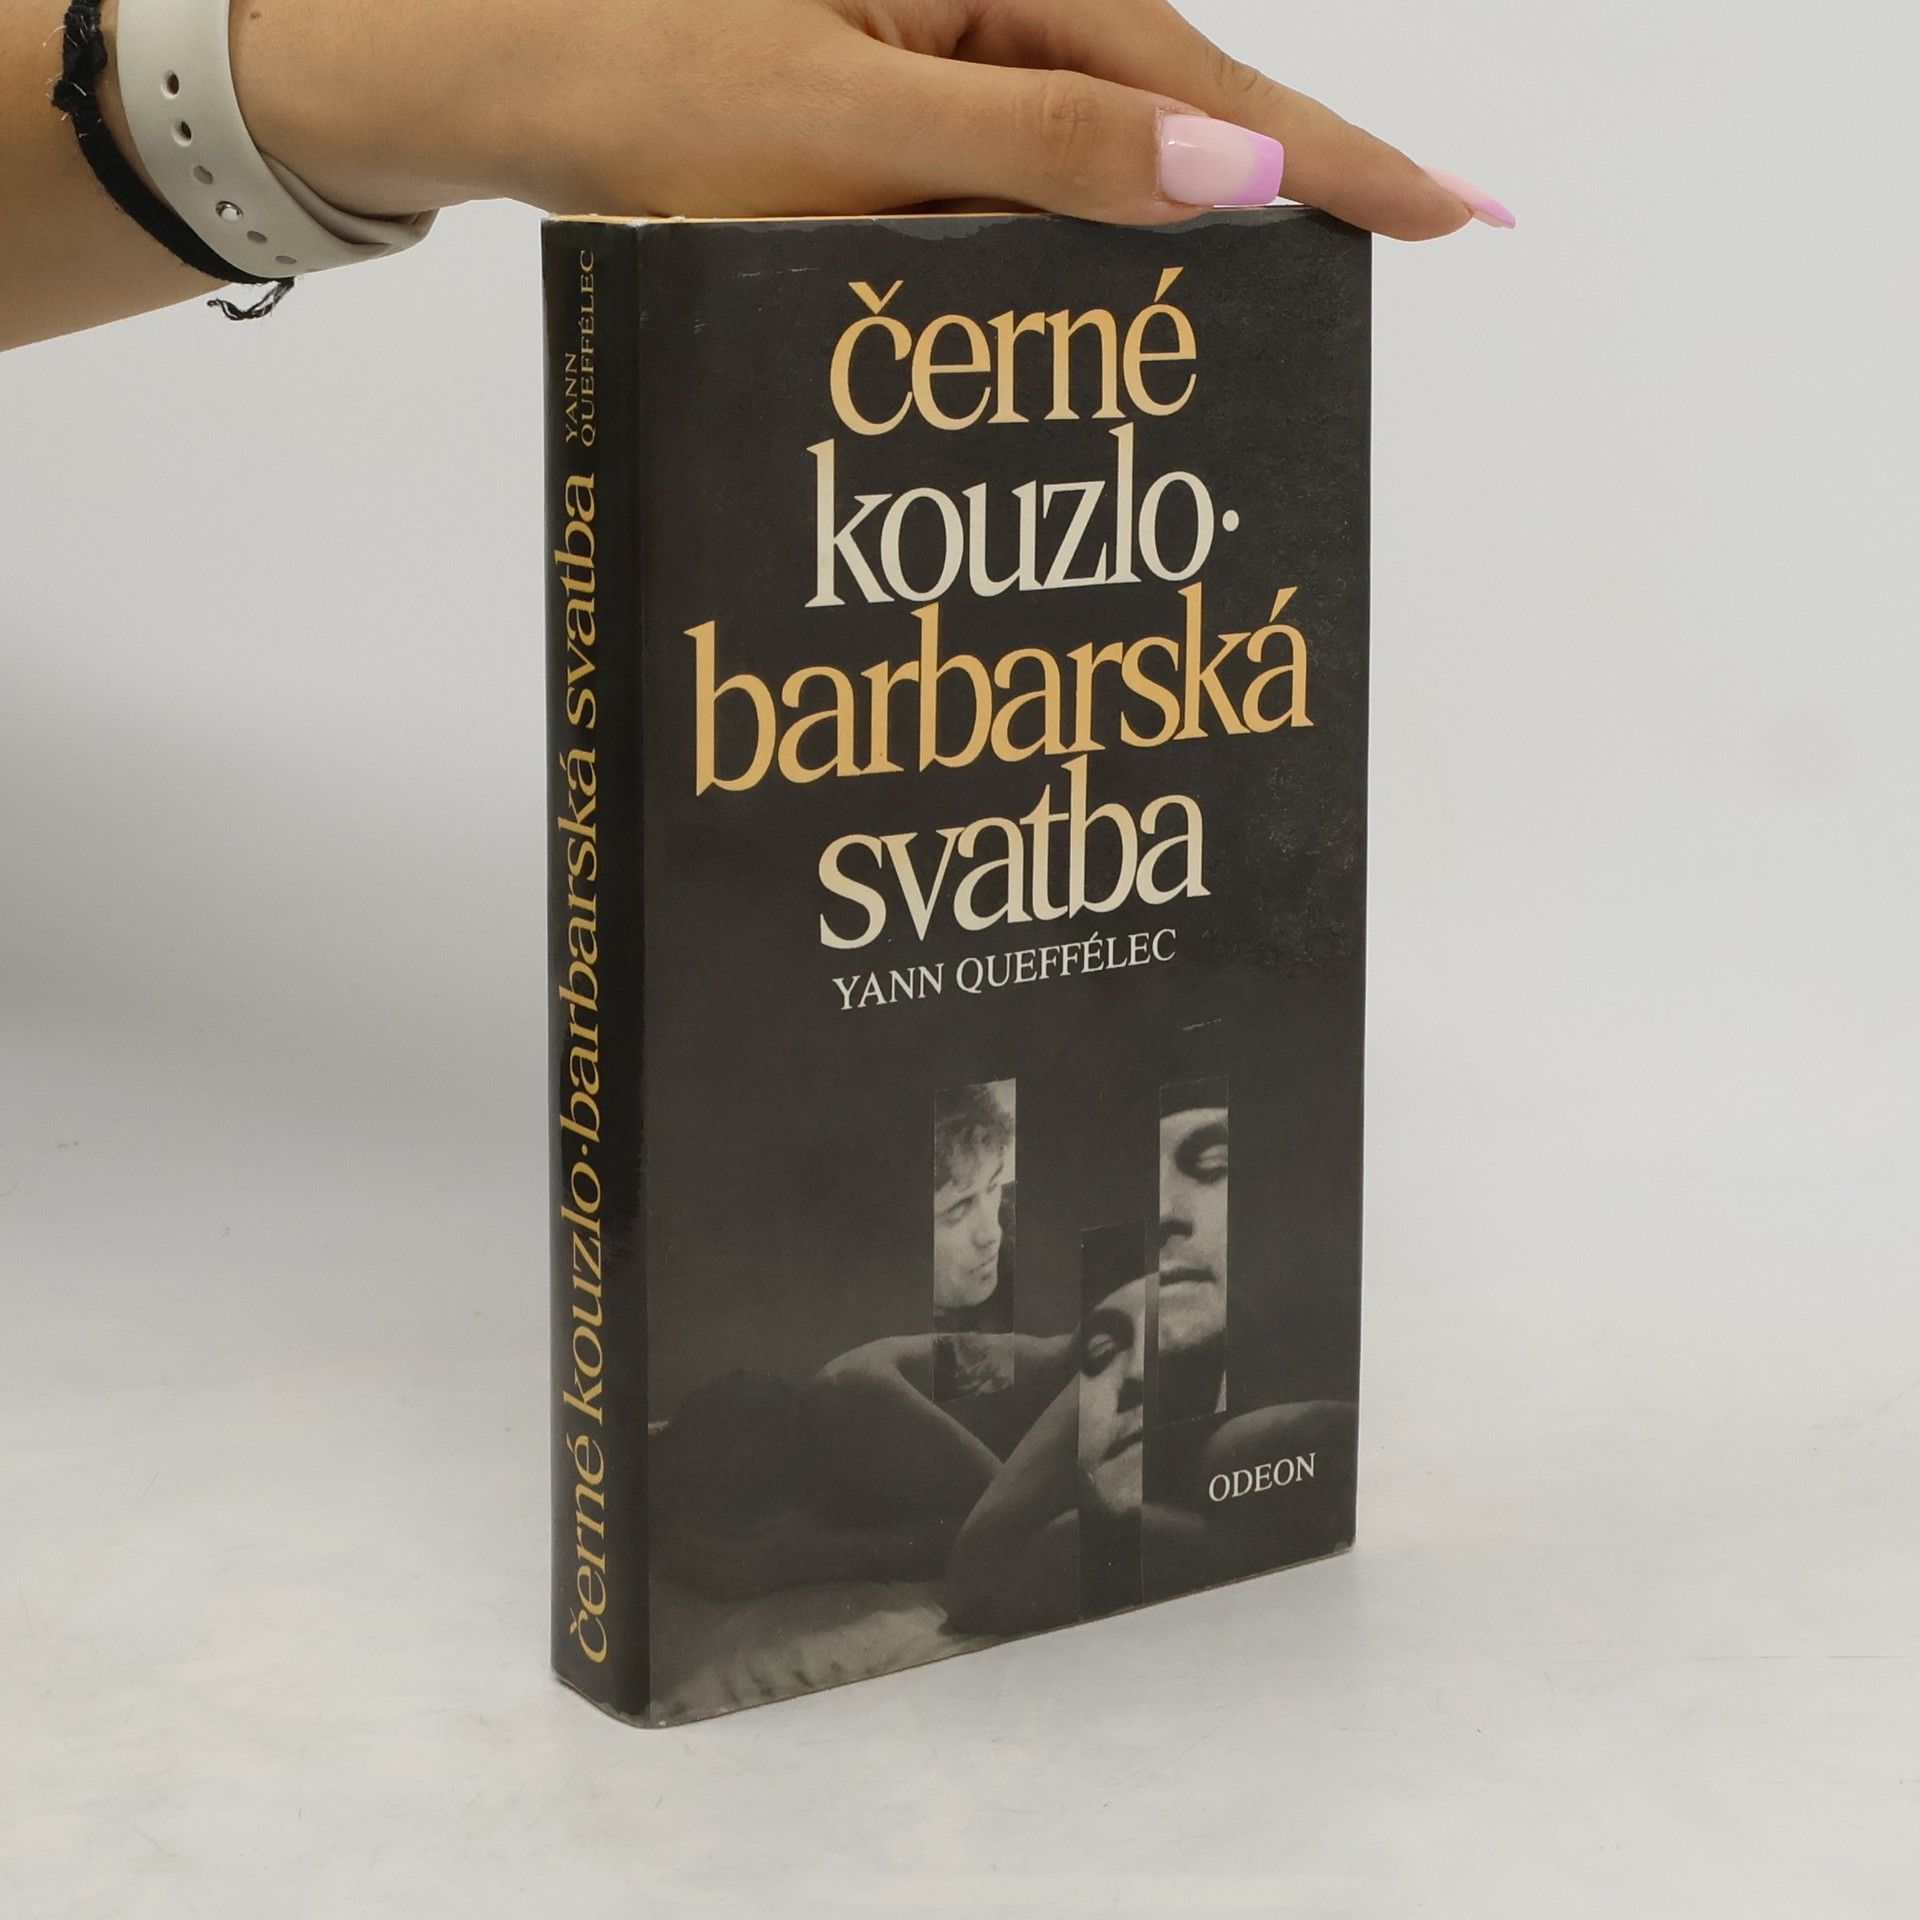 černé
kouzlo·
barbarská
svatba
YANN QUEFFÉLEC
ODEON
černé kouzlo·barbarská svatba YANN
QUEFFÉLEC